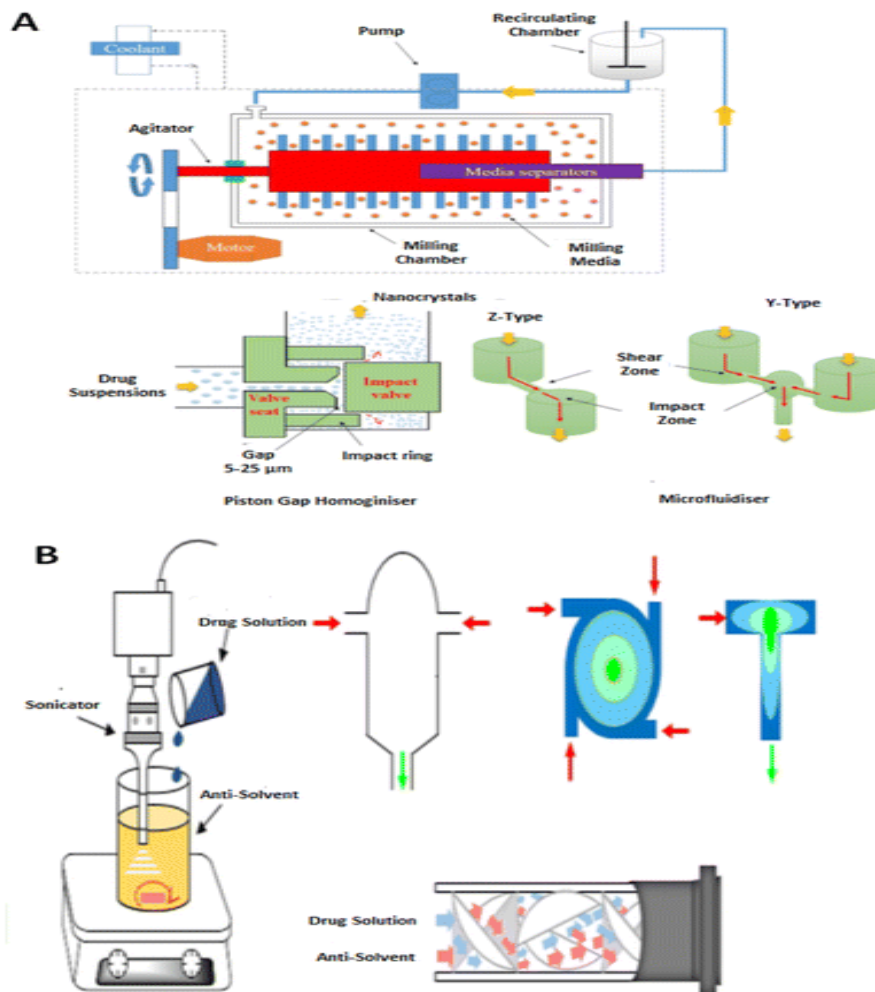 A
Recirculating
Chamber
Pump
Coolant
Agitator
Media separators
Motor
Milling
Chamber
Milling
Media
Nanocrystals
Z-Type
Y-Type
Drug
Suspensions
Valve
seat
Impact
valve
Shear
Zone
Impact
Zone
Gap
5-25 μm
Impact ring
Piston Gap Homoginiser
Microfluidiser
B
Drug Solution
Sonicator
Anti-Solvent
Drug Solution
Anti-Solvent